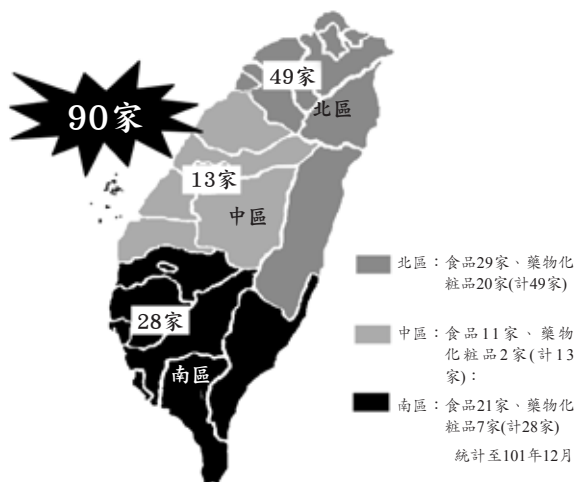 49家
北區
90家
13家
中區
28家
南區
北區：食品29家、藥物化
粧品20家(計49家)
中區：食品11家、藥物
化粧品2家(計13
家)：
南區：食品21家、藥物化
粧品7家(計28家)
統計至101年12月